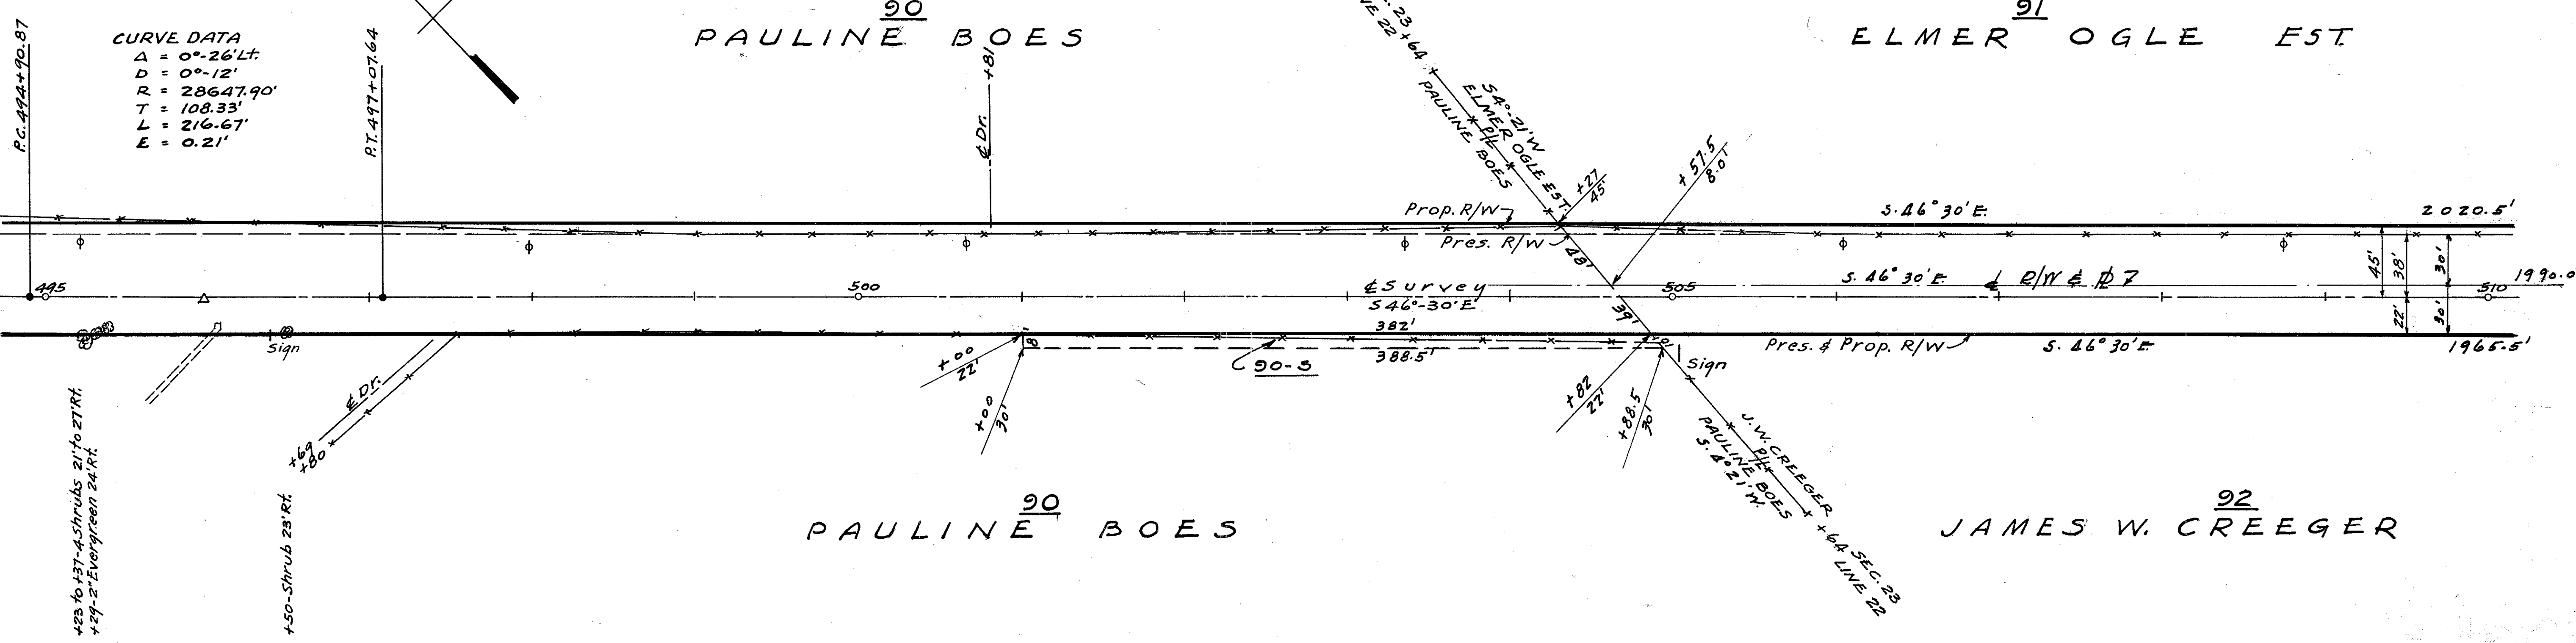 P.C. 494+90.87
CURVE DATA
Δ = 0°-26' Lt.
D = 0°-12'
R = 28647.90'
T = 108.33'
L = 216.67'
E = 0.21'
P.T. 497+07.64
90
PAULINE BOES
℄ Dr. +81
+64
PAULINE BOES
P/L
ELMER OGLE EST.
S4°-21'W
91
ELMER OGLE EST.
+27
45'
+57.5
8.0'
Prop. R/W
Pres. R/W
S. 46° 30' E.
2020.5'
48'
495
500
℄ Survey
S46°-30'E
505
S. 46° 30' E.
℄ R/W & P 7
1990.0
510
45'
38'
30'
22'
30'
39'
382'
388.5'
8'
90-S
Sign
Sign
Pres. & Prop. R/W
S. 46° 30' E.
1965.5'
+00
22'
+00
30'
+82
22'
+88.5
30'
℄ Dr.
+69
+80
+23 to +37-4 Shrubs 21' to 27' Rt.
+29-2" Evergreen 24' Rt.
+50-Shrub 23' Rt.
J.W. CREEGER
P/L
PAULINE BOES
S. 4° 21' W.
+64 SEC. 23
LINE 22
90
PAULINE BOES
92
JAMES W. CREEGER